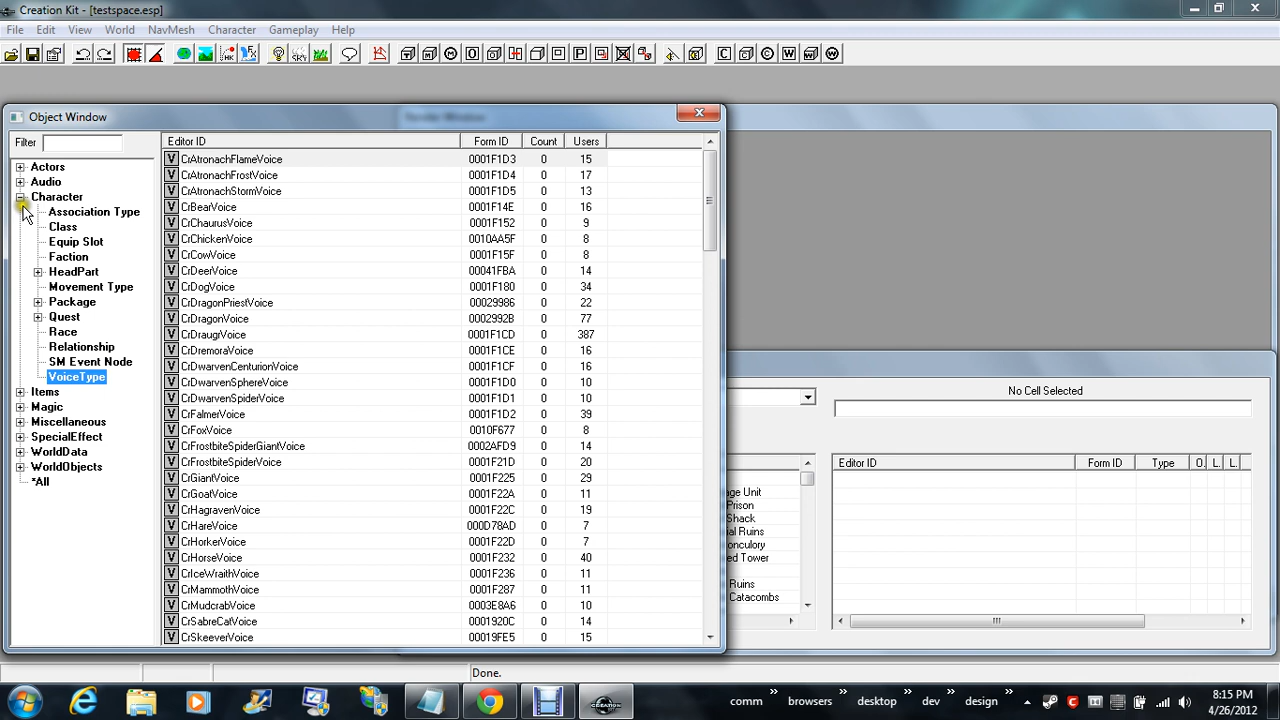 Creation Kit - [testspace.esp]
File Edit View World NavMesh Character Gameplay Help
Object Window
Render Window
Filter
Editor ID Form ID Count Users
Actors
Audio
Character
Association Type
Class
Equip Slot
Faction
HeadPart
Movement Type
Package
Quest
Race
Relationship
SM Event Node
VoiceType
Items
Magic
Miscellaneous
SpecialEffect
WorldData
WorldObjects
*All
CrAtronachFlameVoice 0001F1D3 0 15
CrAtronachFrostVoice 0001F1D4 0 17
CrAtronachStormVoice 0001F1D5 0 13
CrBearVoice 0001F14E 0 16
CrChaurusVoice 0001F152 0 9
CrChickenVoice 0010AA5F 0 8
CrCowVoice 0001F15F 0 8
CrDeerVoice 00041FBA 0 14
CrDogVoice 0001F180 0 34
CrDragonPriestVoice 00029986 0 22
CrDragonVoice 0002992B 0 77
CrDraugrVoice 0001F1CD 0 387
CrDremoraVoice 0001F1CE 0 16
CrDwarvenCenturionVoice 0001F1CF 0 16
CrDwarvenSphereVoice 0001F1D0 0 10
CrDwarvenSpiderVoice 0001F1D1 0 10
CrFalmerVoice 0001F1D2 0 39
CrFoxVoice 0010F677 0 8
CrFrostbiteSpiderGiantVoice 0002AFD9 0 14
CrFrostbiteSpiderVoice 0001F21D 0 20
CrGiantVoice 0001F225 0 29
CrGoatVoice 0001F22A 0 11
CrHagravenVoice 0001F22C 0 19
CrHareVoice 000D78AD 0 7
CrHorkerVoice 0001F22D 0 7
CrHorseVoice 0001F232 0 40
CrIceWraithVoice 0001F236 0 11
CrMammothVoice 0001F287 0 11
CrMudcrabVoice 0003E8A6 0 10
CrSabreCatVoice 0001920C 0 14
CrSkeeverVoice 00019FE5 0 15
No Cell Selected
Editor ID Form ID Type O. L. L.
age Unit
Prison
Shack
ial Ruins
onculory
ed Tower
Ruins
Catacombs
Done.
comm » browsers » desktop » dev » design »
8:15 PM
4/26/2012